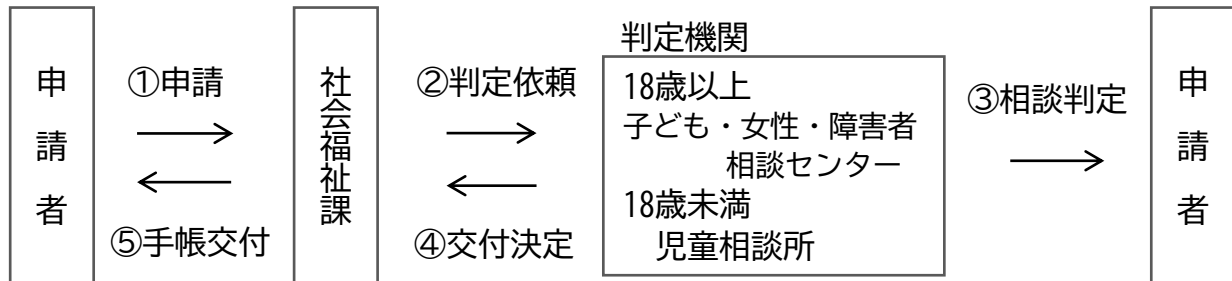 申請者
①申請
⑤手帳交付
社会福祉課
②判定依頼
④交付決定
判定機関
18歳以上
子ども・女性・障害者
相談センター
18歳未満
児童相談所
③相談判定
申請者